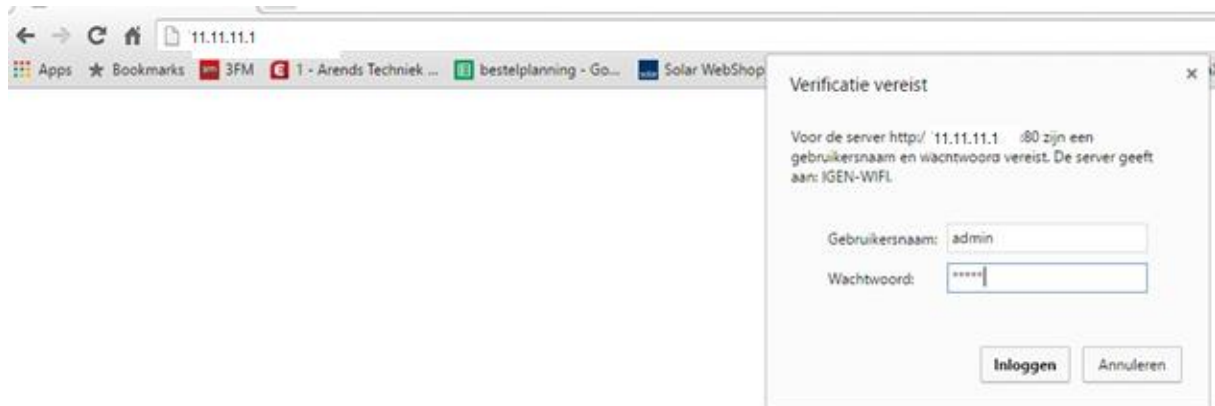 11.11.11.1
Apps Bookmarks 3FM 1 - Arends Techniek ... bestelplanning - Go... Solar WebShop
Verificatie vereist
Voor de server http:/ 11.11.11.1 :80 zijn een
gebruikersnaam en wachtwoord vereist. De server geeft
aan: IGEN-WIFI.
Gebruikersnaam: admin
Wachtwoord: *****
Inloggen Annuleren